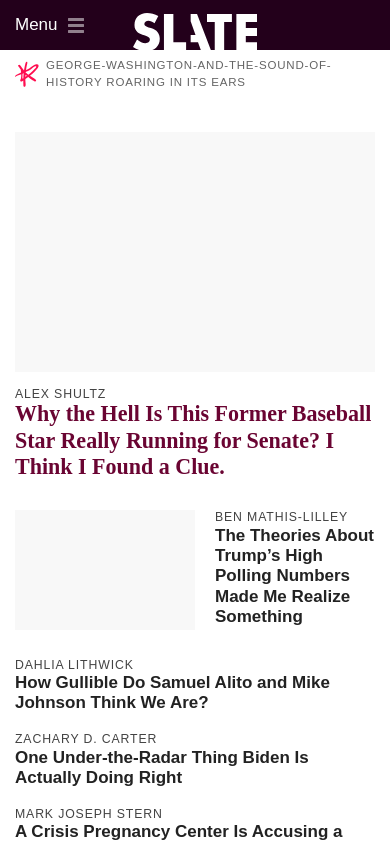 Menu
SLATE
GEORGE-WASHINGTON-AND-THE-SOUND-OF-
HISTORY ROARING IN ITS EARS
ALEX SHULTZ
Why the Hell Is This Former Baseball
Star Really Running for Senate? I
Think I Found a Clue.
BEN MATHIS-LILLEY
The Theories About
Trump’s High
Polling Numbers
Made Me Realize
Something
DAHLIA LITHWICK
How Gullible Do Samuel Alito and Mike
Johnson Think We Are?
ZACHARY D. CARTER
One Under-the-Radar Thing Biden Is
Actually Doing Right
MARK JOSEPH STERN
A Crisis Pregnancy Center Is Accusing a